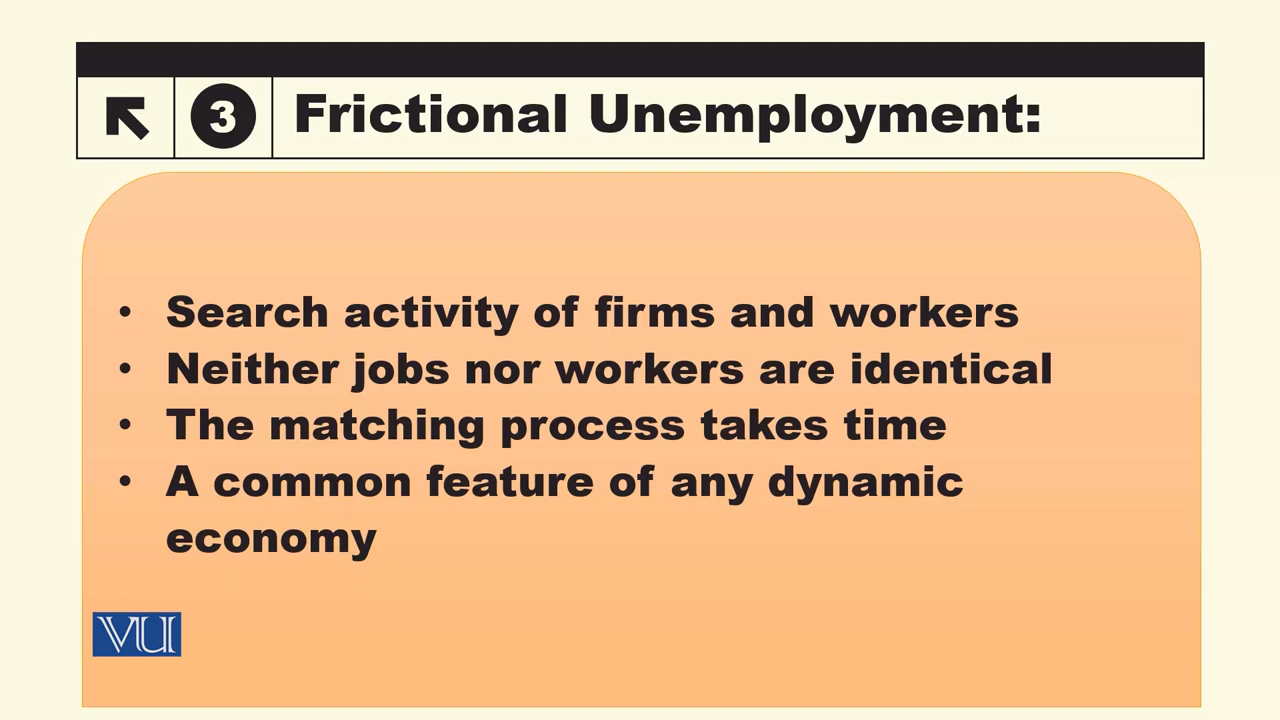 3 Frictional Unemployment:
• Search activity of firms and workers
• Neither jobs nor workers are identical
• The matching process takes time
• A common feature of any dynamic
economy
VU